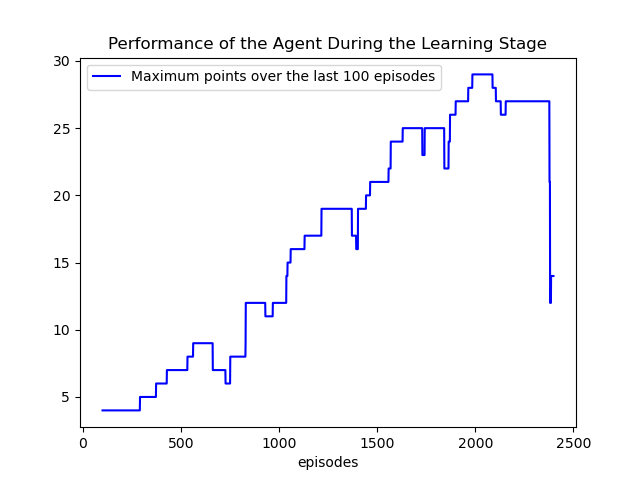 Performance of the Agent During the Learning Stage
Maximum points over the last 100 episodes
30
25
20
15
10
5
0 500 1000 1500 2000 2500
episodes